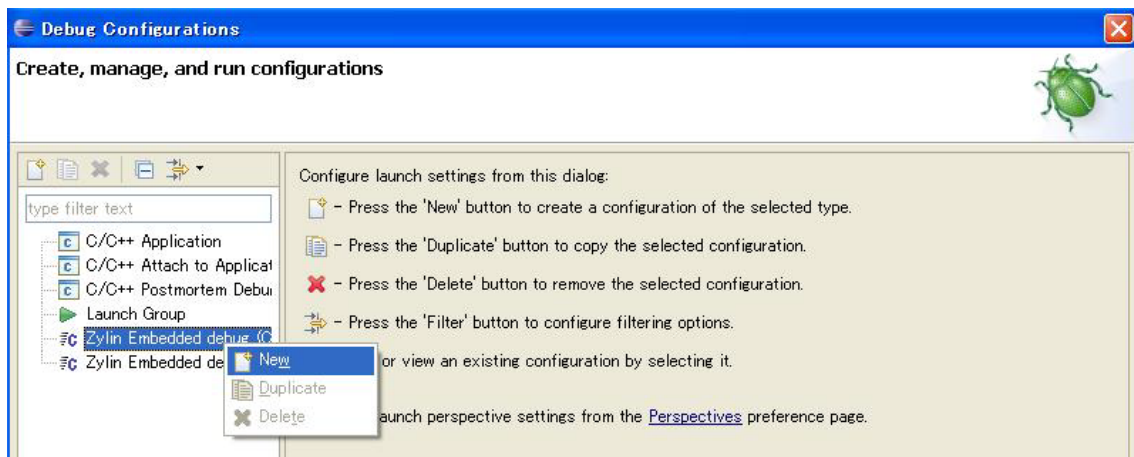 Debug Configurations
Create, manage, and run configurations
type filter text
C/C++ Application
C/C++ Attach to Applicat
C/C++ Postmortem Debu
Launch Group
Zylin Embedded debug (C
Zylin Embedded de
New
Duplicate
Delete
Configure launch settings from this dialog:
- Press the 'New' button to create a configuration of the selected type.
- Press the 'Duplicate' button to copy the selected configuration.
- Press the 'Delete' button to remove the selected configuration.
- Press the 'Filter' button to configure filtering options.
or view an existing configuration by selecting it.
aunch perspective settings from the Perspectives preference page.